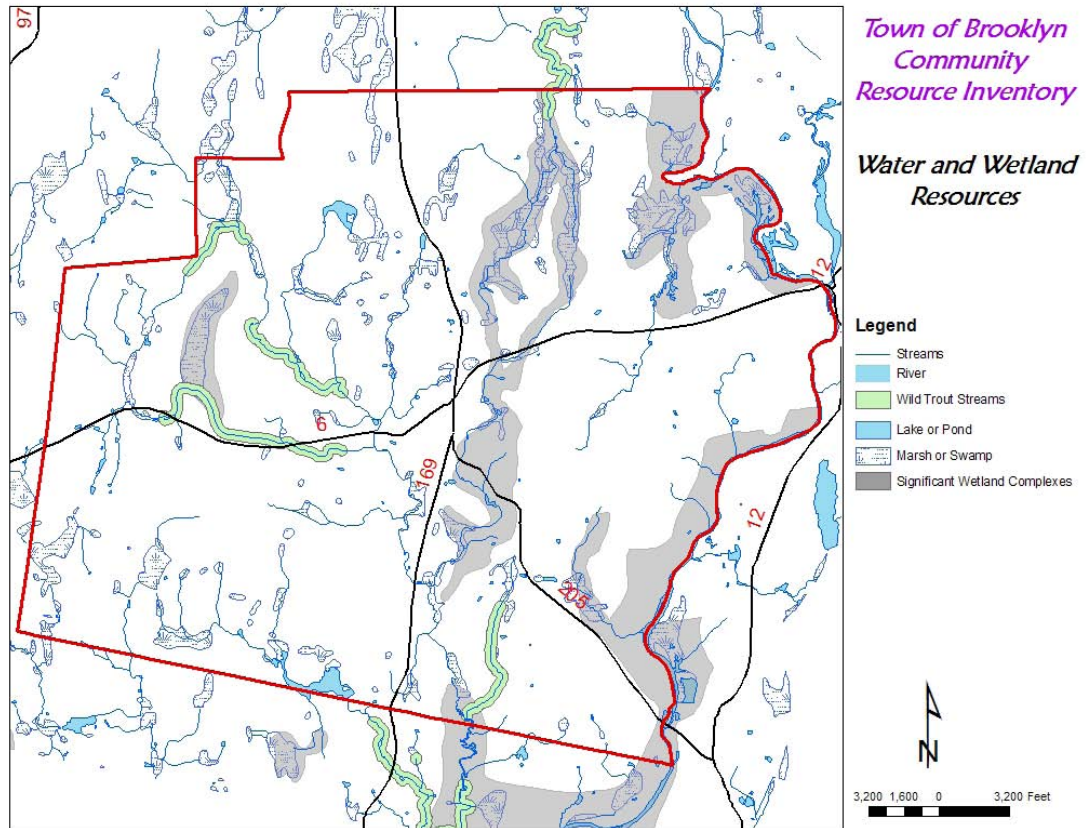 Town of Brooklyn
Community
Resource Inventory
Water and Wetland
Resources
97
12
6
169
12
205
Legend
Streams
River
Wild Trout Streams
Lake or Pond
Marsh or Swamp
Significant Wetland Complexes
N
3,200 1,600 0 3,200 Feet